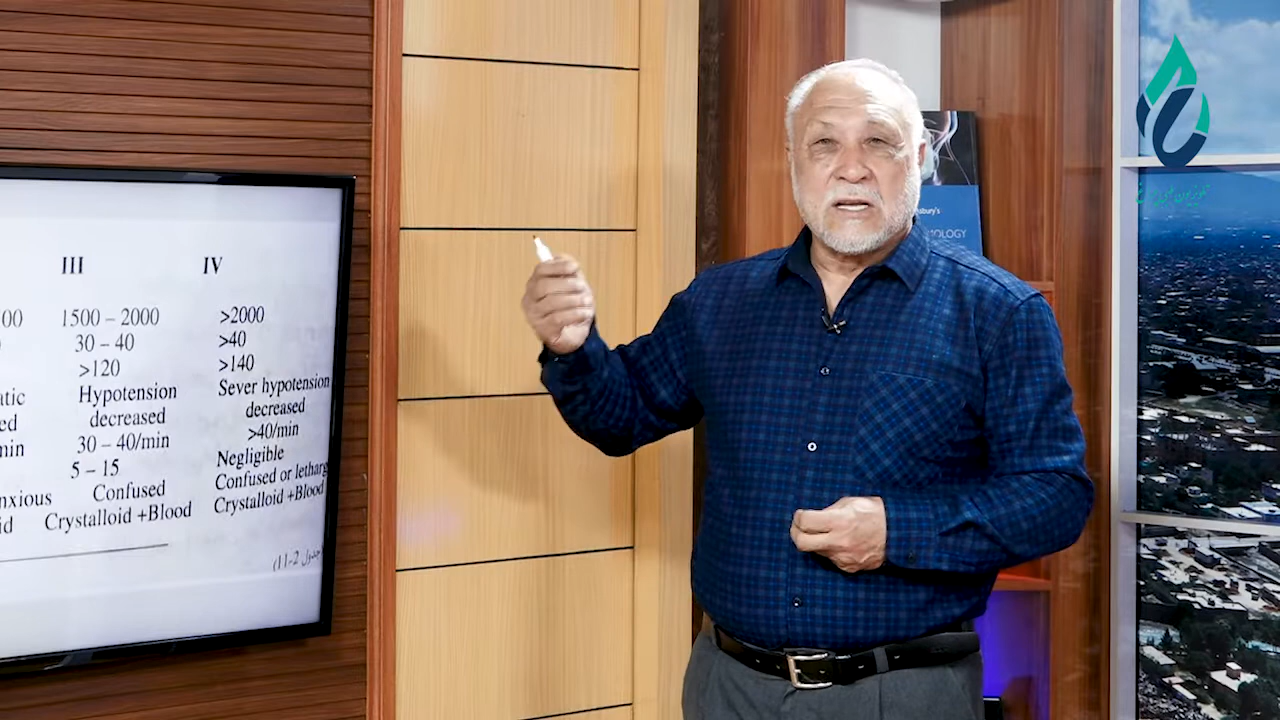 III IV
00 1500 – 2000 >2000
30 – 40 >40
>120 >140
atic Hypotension Sever hypotension
ed decreased decreased
min 30 – 40/min >40/min
5 – 15 Negligible
nxious Confused Confused or letharg
id Crystalloid +Blood Crystalloid +Blood
جدول 2-11)
sbury's
IOLOGY